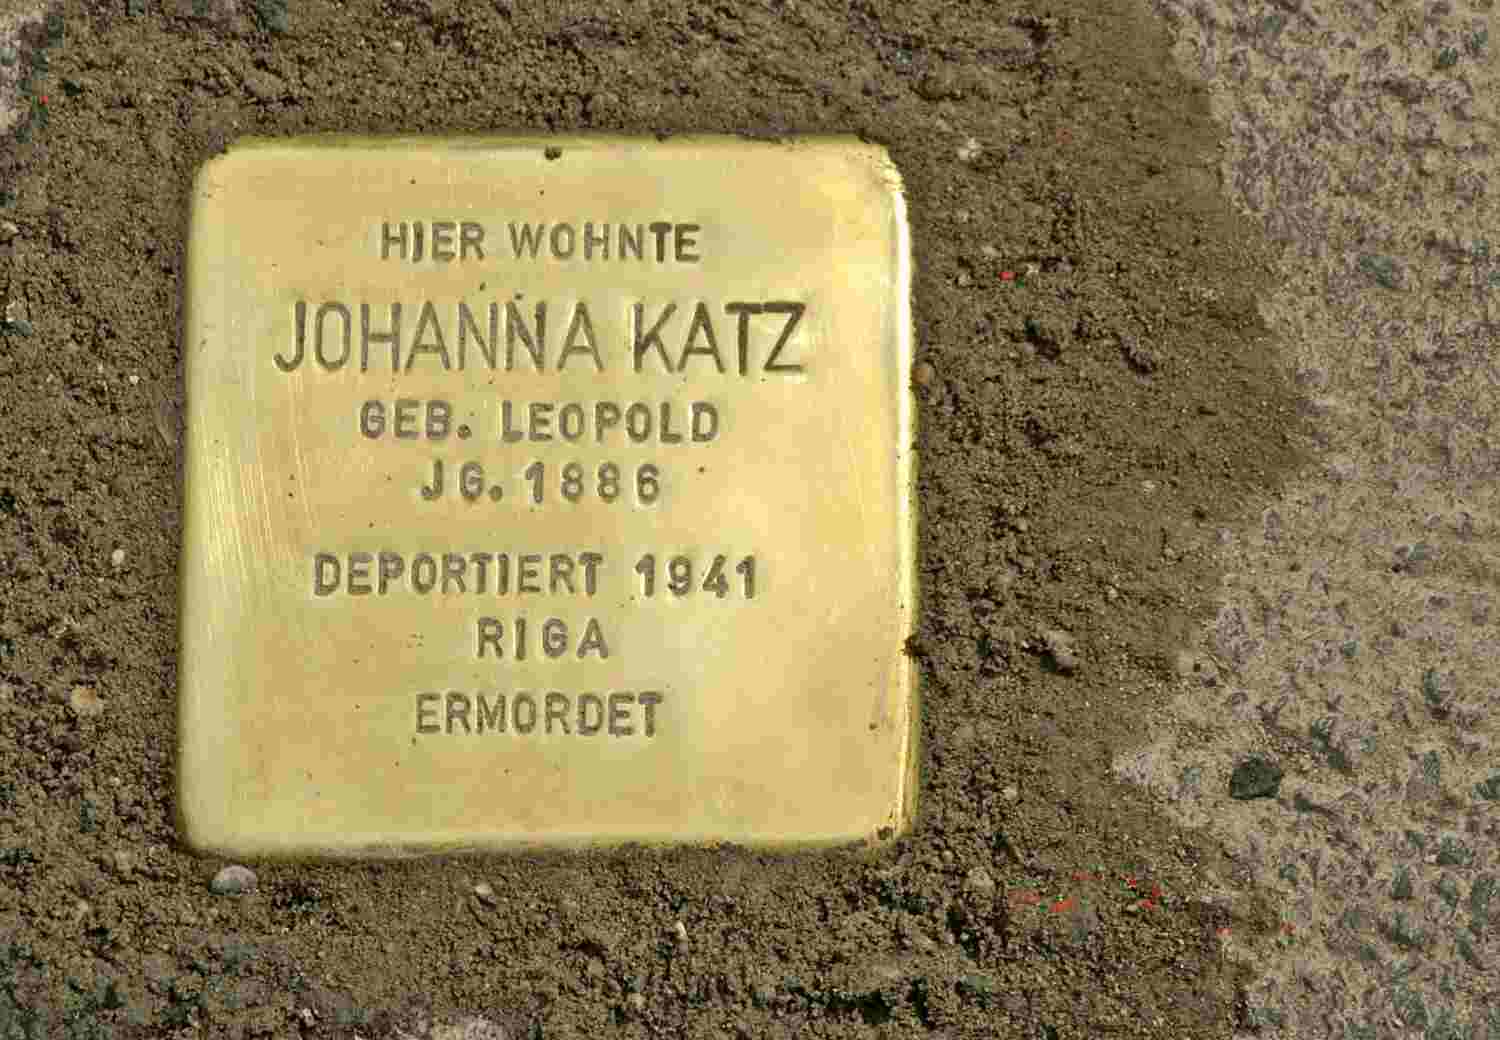 HIER WOHNTE
JOHANNA KATZ
GEB. LEOPOLD
JG. 1886
DEPORTIERT 1941
RIGA
ERMORDET